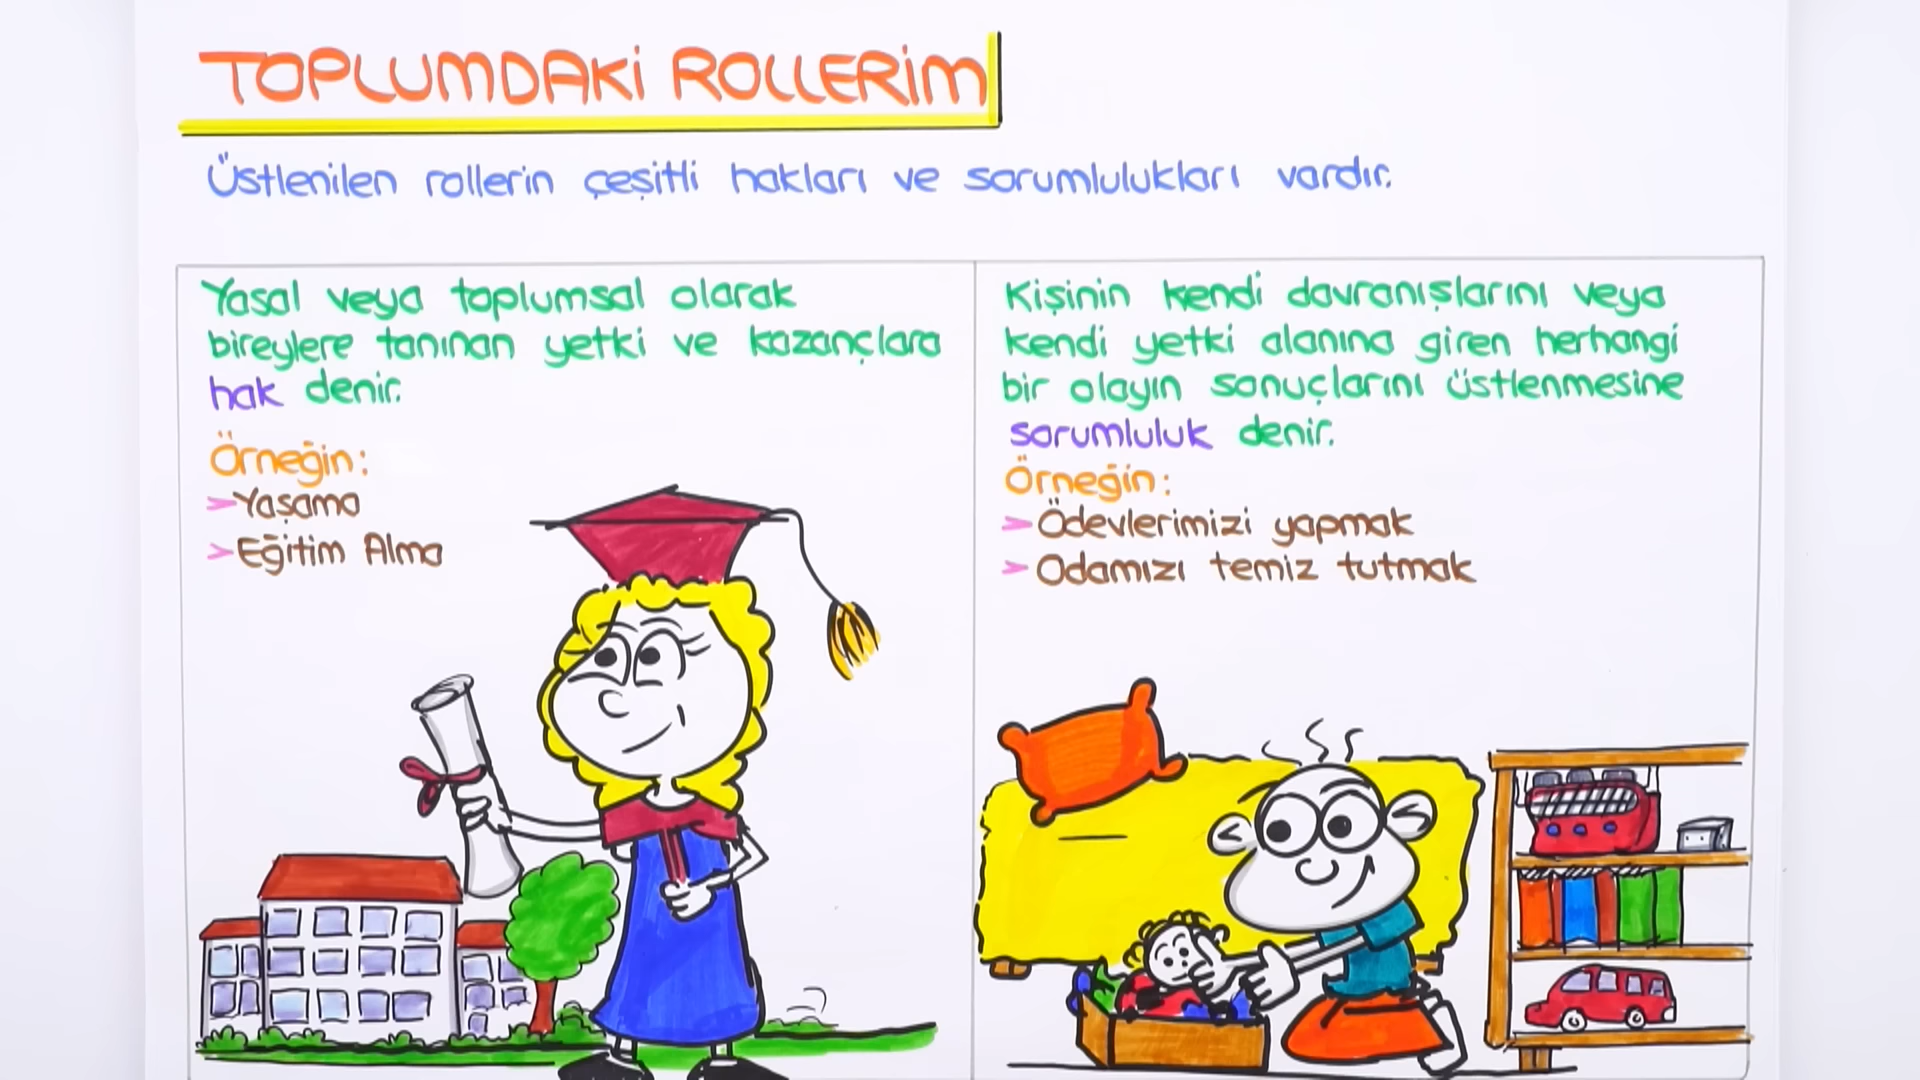 TOPLUMDAKİ ROLLERİM
Üstlenilen rollerin çeşitli hakları ve sorumlulukları vardır.
Yasal veya toplumsal olarak
bireylere tanınan yetki ve kazançlara
hak denir.
Örneğin:
➢Yaşama
➢Eğitim Alma
Kişinin kendi davranışlarını veya
kendi yetki alanına giren herhangi
bir olayın sonuçlarını üstlenmesine
sorumluluk denir.
Örneğin:
➢Ödevlerimizi yapmak
➢Odamızı temiz tutmak